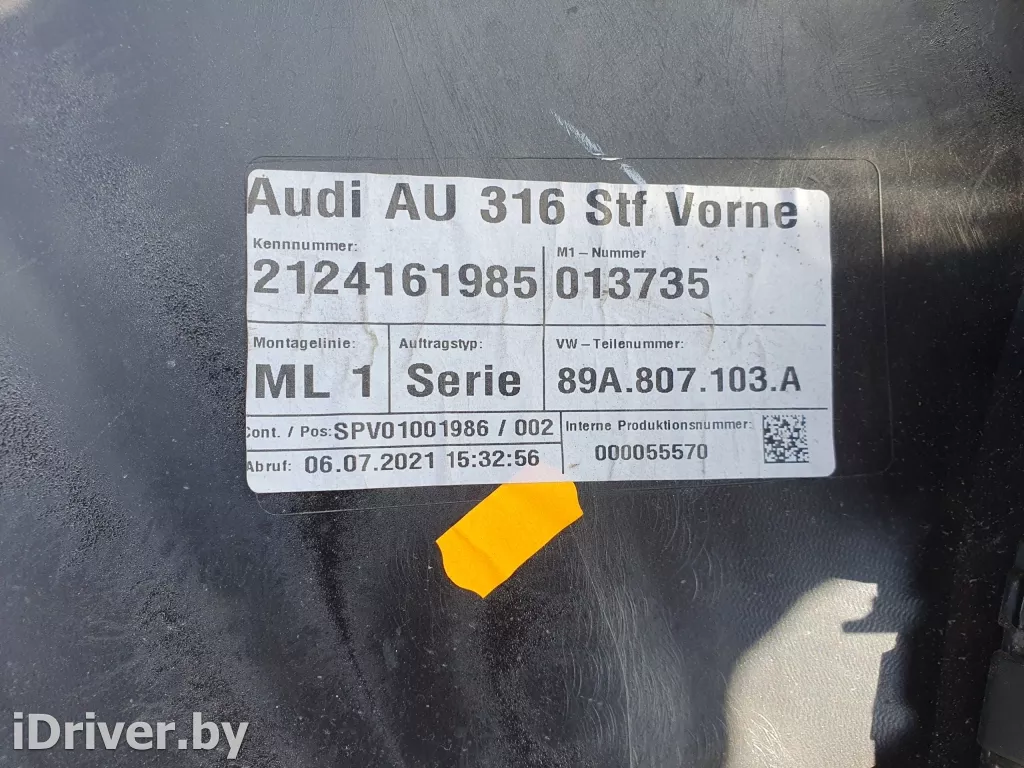 Audi AU 316 Stf Vorne
Kennnummer:
2124161985
M1-Nummer
013735
Montagelinie:
ML 1
Auftragstyp:
Serie
VW-Teilenummer:
89A.807.103.A
Cont. / Pos: SPV01001986 / 002
Abruf: 06.07.2021 15:32:56
Interne Produktionsnummer:
000055570
iDriver.by